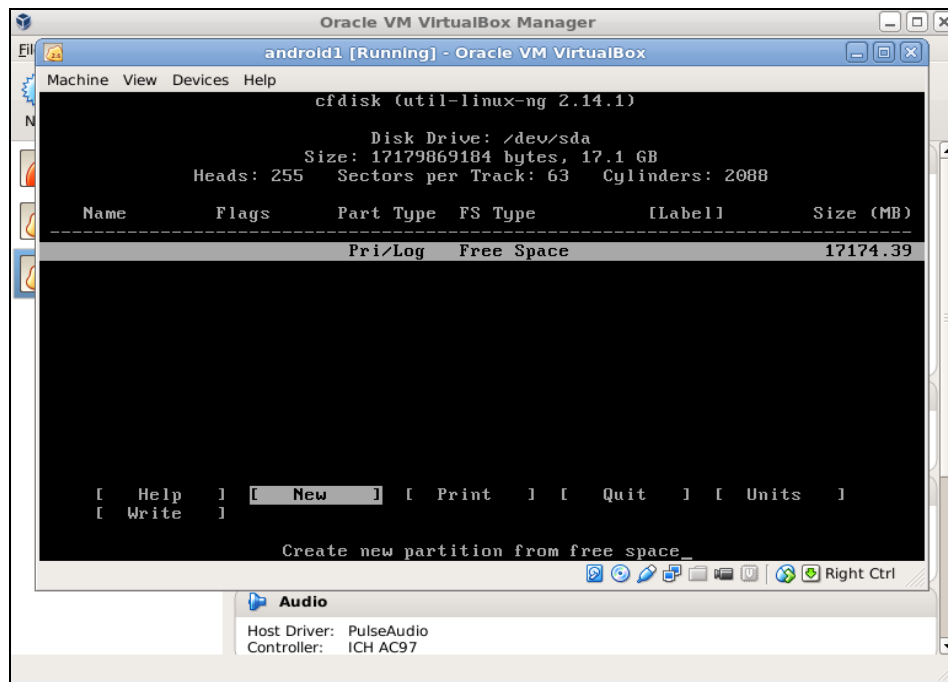 Oracle VM VirtualBox Manager
Fil
android1 [Running] - Oracle VM VirtualBox
Machine View Devices Help
N
cfdisk (util-linux-ng 2.14.1)
Disk Drive: /dev/sda
Size: 17179869184 bytes, 17.1 GB
Heads: 255 Sectors per Track: 63 Cylinders: 2088
Name Flags Part Type FS Type [Label] Size (MB)
Pri/Log Free Space 17174.39
[ Help ] [ New ] [ Print ] [ Quit ] [ Units ]
[ Write ]
Create new partition from free space_
Right Ctrl
Audio
Host Driver: PulseAudio
Controller: ICH AC97